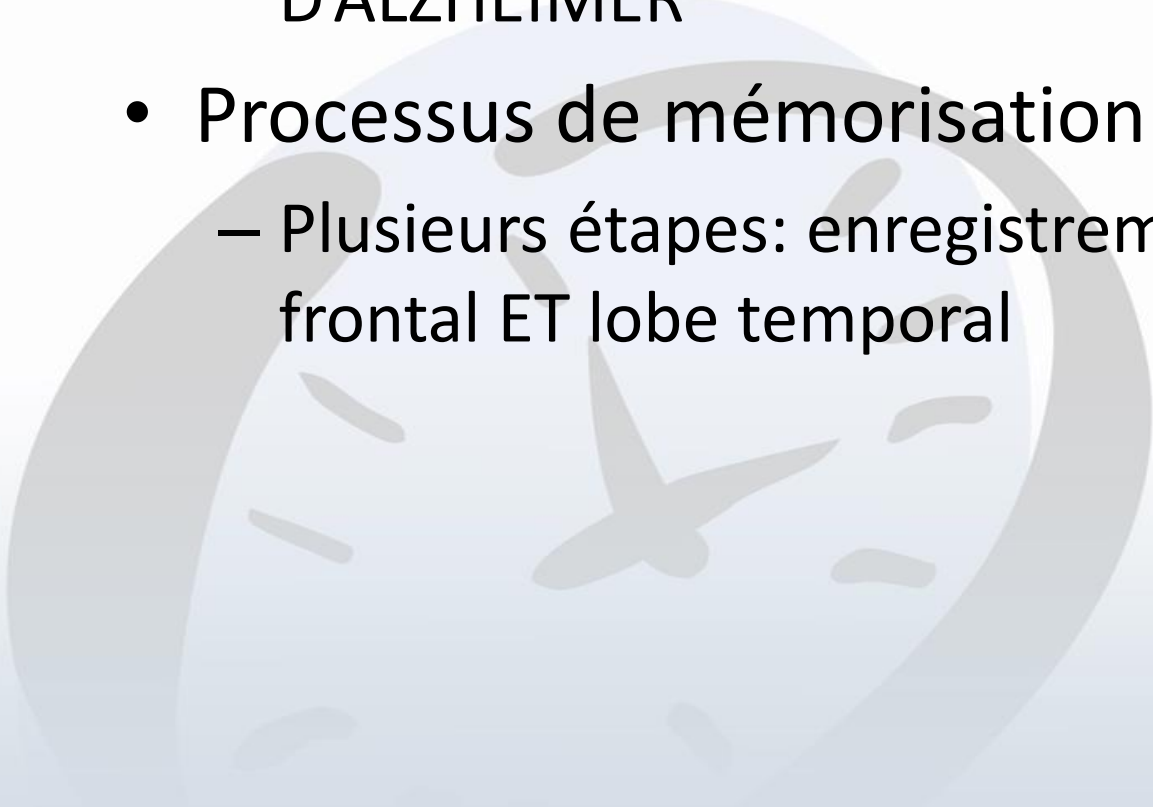 D'ALZHEIMER
• Processus de mémorisation
– Plusieurs étapes: enregistrem
frontal ET lobe temporal